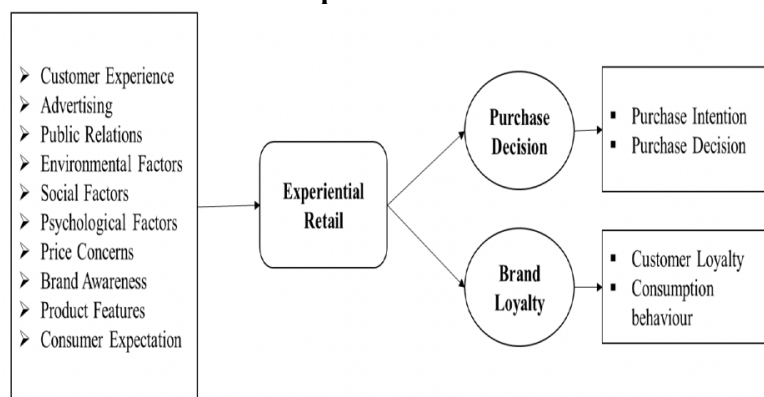 Customer Experience
Advertising
Public Relations
Environmental Factors
Social Factors
Psychological Factors
Price Concerns
Brand Awareness
Product Features
Consumer Expectation
Experiential
Retail
Purchase
Decision
Brand
Loyalty
Purchase Intention
Purchase Decision
Customer Loyalty
Consumption
behaviour